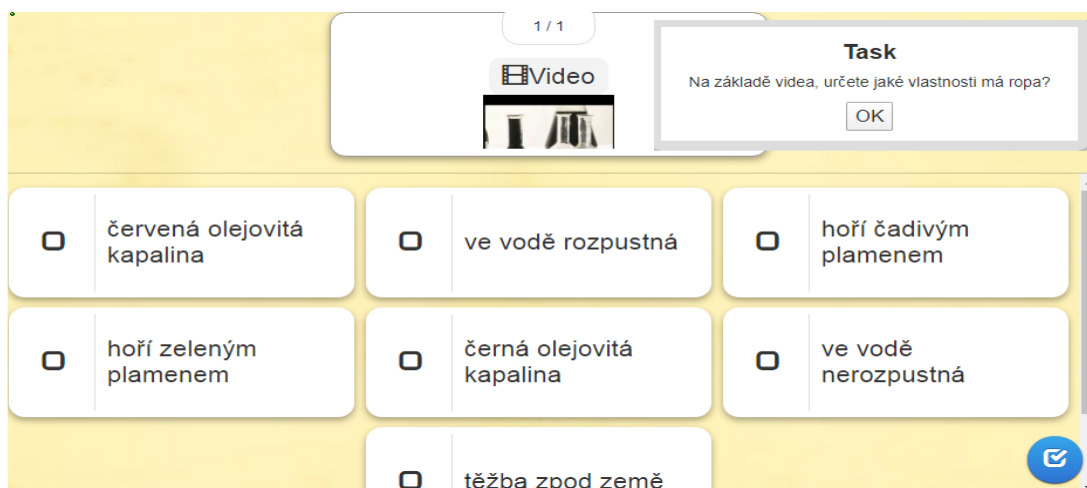 1 / 1
Video
Task
Na základě videa, určete jaké vlastnosti má ropa?
OK
červená olejovitá
kapalina
ve vodě rozpustná
hoří čadivým
plamenem
hoří zeleným
plamenem
černá olejovitá
kapalina
ve vodě
nerozpustná
těžba zpod země